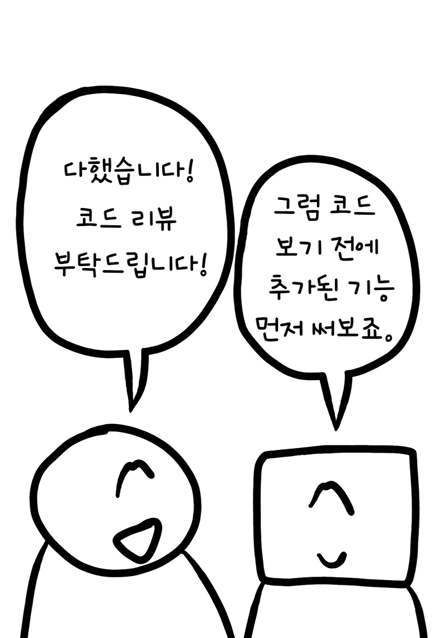 다했습니다!
코드 리뷰
부탁드립니다!
그럼 코드
보기 전에
추가된 기능
먼저 써보죠.